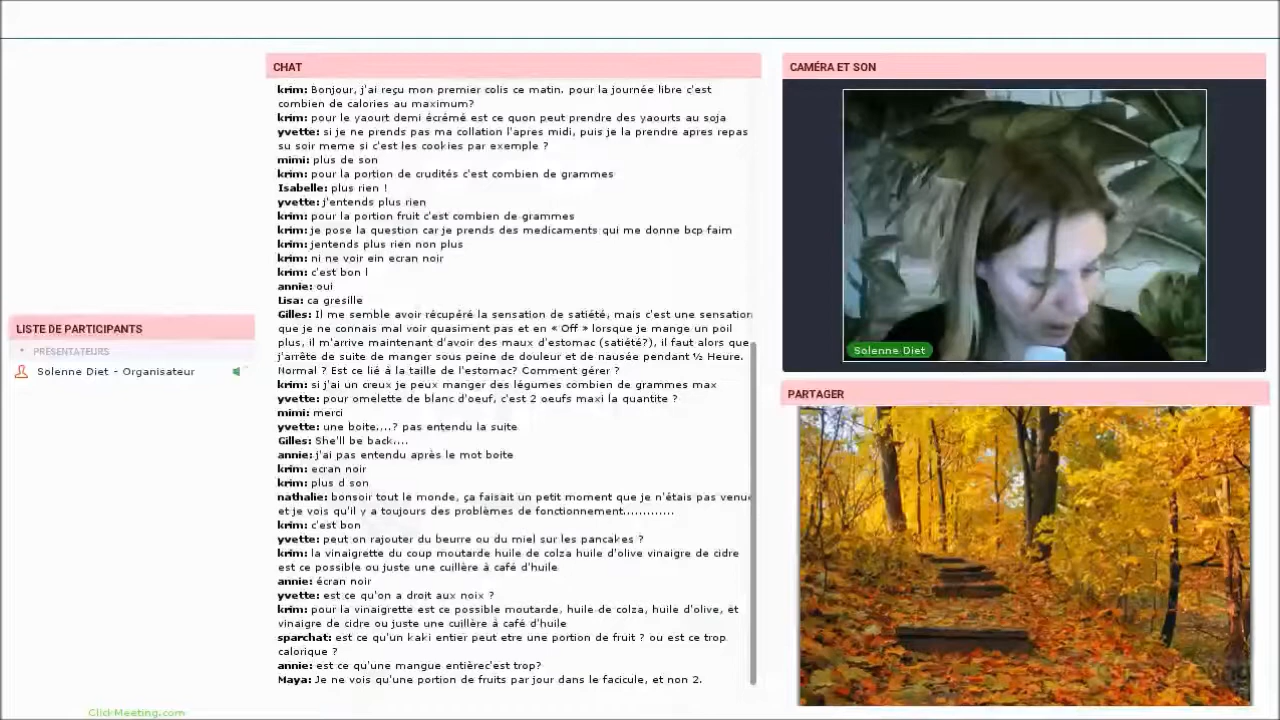 CHAT
krim: Bonjour, j'ai reçu mon premier colis ce matin. pour la journée libre c'est
combien de calories au maximum?
krim: pour le yaourt demi écrémé est ce quon peut prendre des yaourts au soja
yvette: si je ne prends pas ma collation l'apres midi, puis je la prendre apres repas
su soir meme si c'est les cookies par exemple ?
mimi: plus de son
krim: pour la portion de crudités c'est combien de grammes
Isabelle: plus rien !
yvette: j'entends plus rien
krim: pour la portion fruit c'est combien de grammes
krim: je pose la question car je prends des medicaments qui me donne bcp faim
krim: jentends plus rien non plus
krim: ni ne voir ein ecran noir
krim: c'est bon l
annie: oui
Lisa: ca gresille
Gilles: Il me semble avoir récupéré la sensation de satiété, mais c'est une sensation
que je ne connais mal voir quasiment pas et en « Off » lorsque je mange un poil
plus, il m'arrive maintenant d'avoir des maux d'estomac (satiété?), il faut alors que
j'arrête de suite de manger sous peine de douleur et de nausée pendant ½ Heure.
Normal ? Est ce lié à la taille de l'estomac? Comment gérer ?
krim: si j'ai un creux je peux manger des légumes combien de grammes max
yvette: pour omelette de blanc d'oeuf, c'est 2 oeufs maxi la quantite ?
mimi: merci
yvette: une boite....? pas entendu la suite
Gilles: She'll be back....
annie: j'ai pas entendu après le mot boite
krim: ecran noir
krim: plus d son
nathalie: bonsoir tout le monde, ça faisait un petit moment que je n'étais pas venue
et je vois qu'il y a toujours des problèmes de fonctionnement.............
krim: c'est bon
yvette: peut on rajouter du beurre ou du miel sur les pancakes ?
krim: la vinaigrette du coup moutarde huile de colza huile d'olive vinaigre de cidre
est ce possible ou juste une cuillère à café d'huile
annie: écran noir
yvette: est ce qu'on a droit aux noix ?
krim: pour la vinaigrette est ce possible moutarde, huile de colza, huile d'olive, et
vinaigre de cidre ou juste une cuillère à café d'huile
sparchat: est ce qu'un kaki entier peut etre une portion de fruit ? ou est ce trop
calorique ?
annie: est ce qu'une mangue entièrec'est trop?
Maya: Je ne vois qu'une portion de fruits par jour dans le facicule, et non 2.
LISTE DE PARTICIPANTS
PRÉSENTATEURS
Solenne Diet - Organisateur
CAMÉRA ET SON
Solenne Diet
PARTAGER
ClickMeeting.com